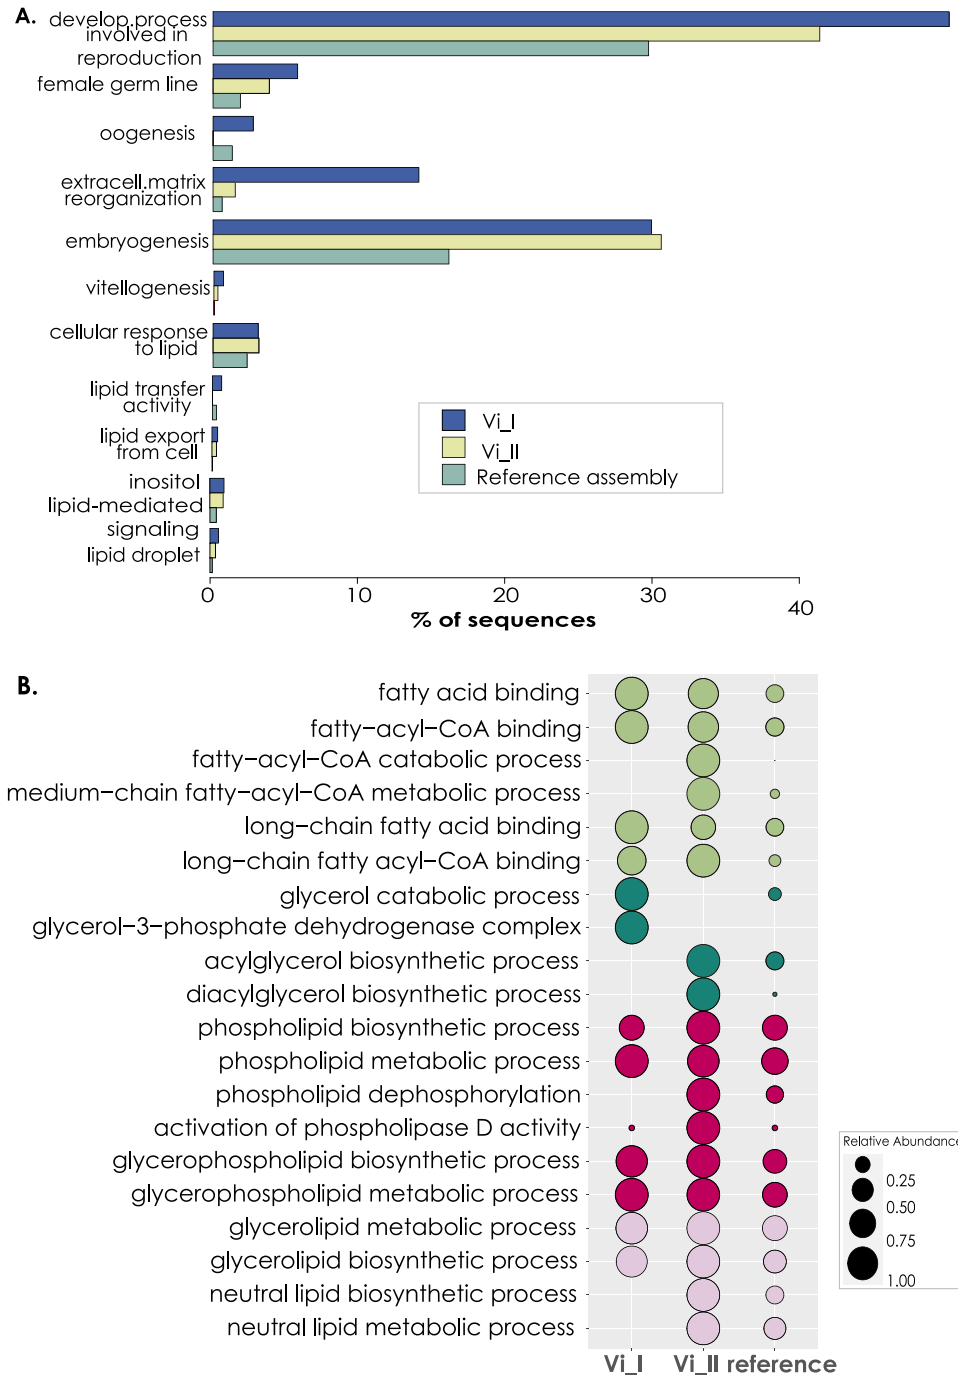 A.
develop.process
involved in
reproduction
female germ line
oogenesis
extracell.matrix
reorganization
embryogenesis
vitellogenesis
cellular response
to lipid
lipid transfer
activity
lipid export
from cell
inositol
lipid-mediated
signaling
lipid droplet
Vi_I
Vi_II
Reference assembly
0 10 20 30 40
% of sequences
B.
fatty acid binding
fatty-acyl-CoA binding
fatty-acyl-CoA catabolic process
medium-chain fatty-acyl-CoA metabolic process
long-chain fatty acid binding
long-chain fatty acyl-CoA binding
glycerol catabolic process
glycerol-3-phosphate dehydrogenase complex
acylglycerol biosynthetic process
diacylglycerol biosynthetic process
phospholipid biosynthetic process
phospholipid metabolic process
phospholipid dephosphorylation
activation of phospholipase D activity
glycerophospholipid biosynthetic process
glycerophospholipid metabolic process
glycerolipid metabolic process
glycerolipid biosynthetic process
neutral lipid biosynthetic process
neutral lipid metabolic process
Vi_I Vi_II reference
Relative Abundance
0.25
0.50
0.75
1.00